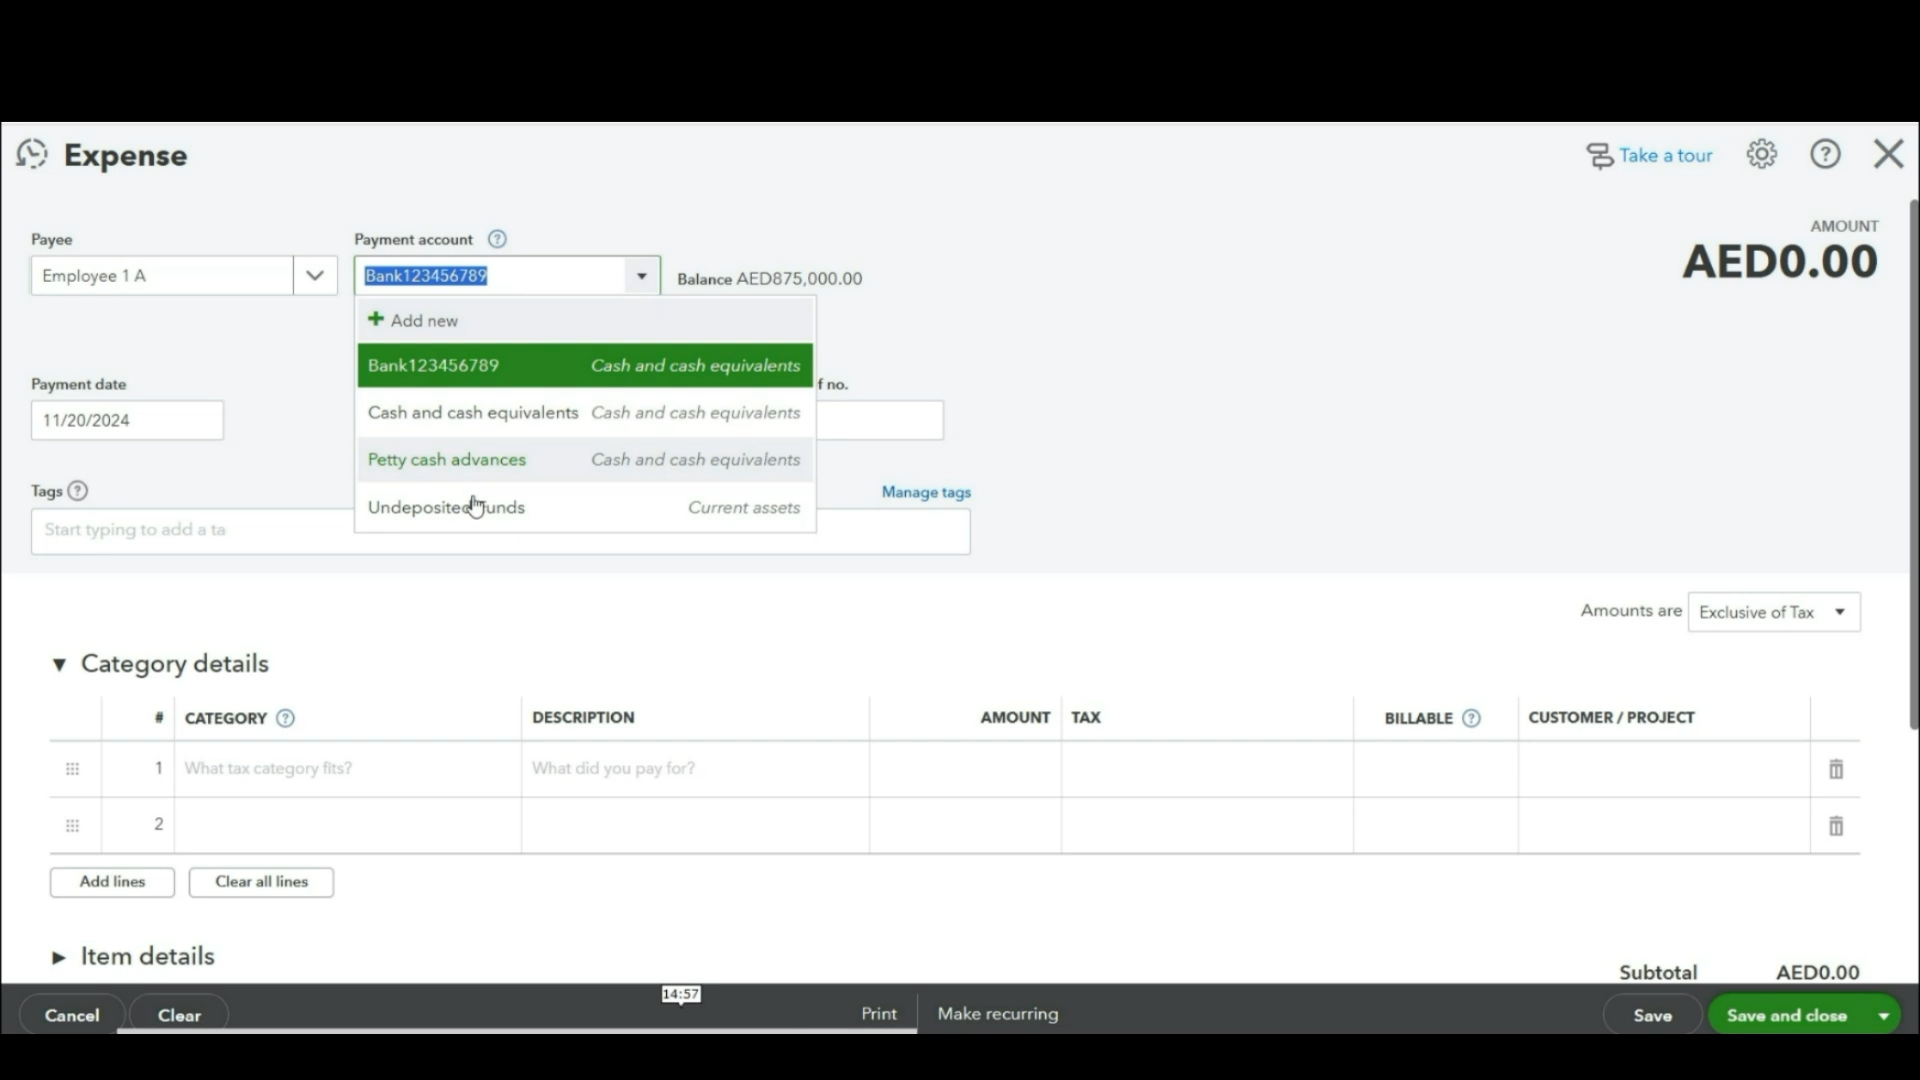 Expense
Take a tour
AMOUNT
AED0.00
Payee
Payment account
Employee 1 A
Bank123456789
Balance AED875,000.00
Add new
Bank123456789 Cash and cash equivalents
Payment date
f no.
11/20/2024
Cash and cash equivalents Cash and cash equivalents
Petty cash advances Cash and cash equivalents
Tags
Manage tags
Undeposited Funds Current assets
Start typing to add a ta
Amounts are Exclusive of Tax
Category details
# CATEGORY DESCRIPTION AMOUNT TAX BILLABLE CUSTOMER / PROJECT
1 What tax category fits? What did you pay for?
2
Add lines Clear all lines
Item details
Subtotal AED0.00
14:57
Cancel Clear Print Make recurring Save Save and close